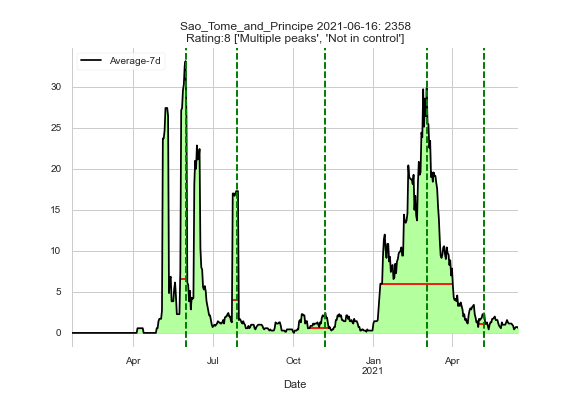 Sao_Tome_and_Principe 2021-06-16: 2358
Rating:8 ['Multiple peaks', 'Not in control']
Average-7d
30
25
20
15
10
5
0
Apr
Jul
Oct
Jan
2021
Apr
Date